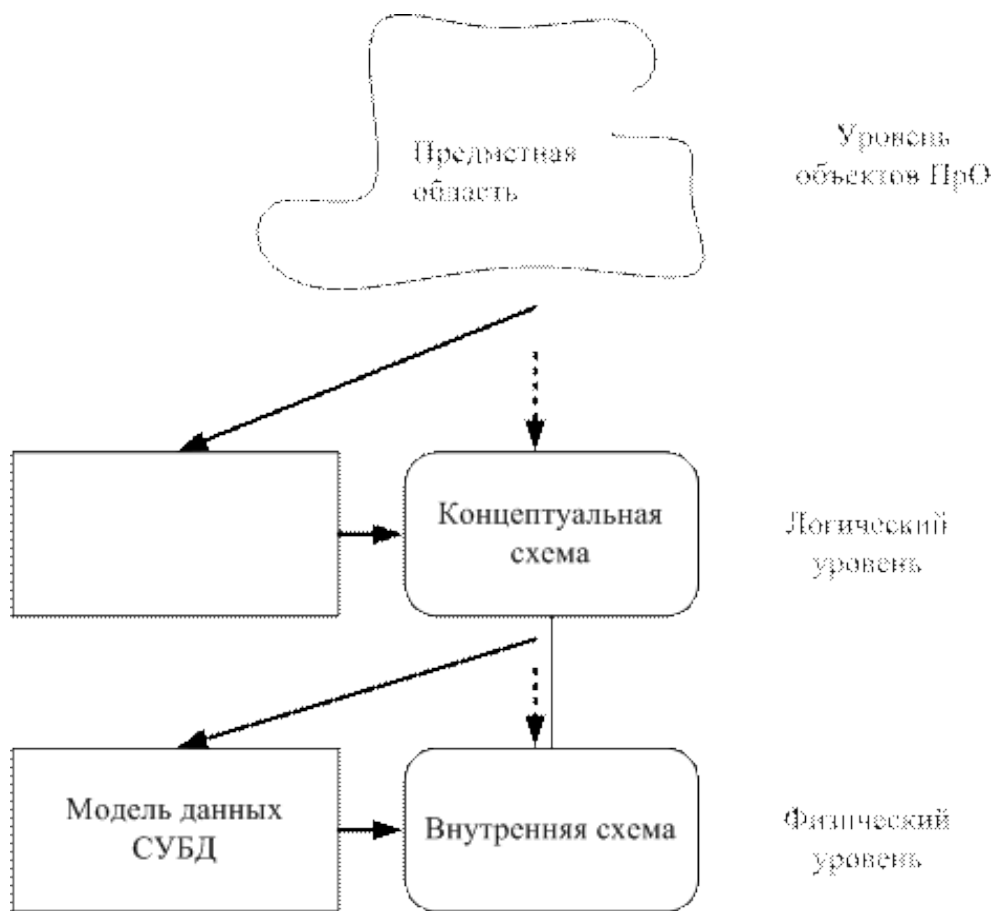 Предметная
область
Уровень
объектов ПрО
Концептуальная
схема
Логический
уровень
Модель данных
СУБД
Внутренняя схема
Физический
уровень